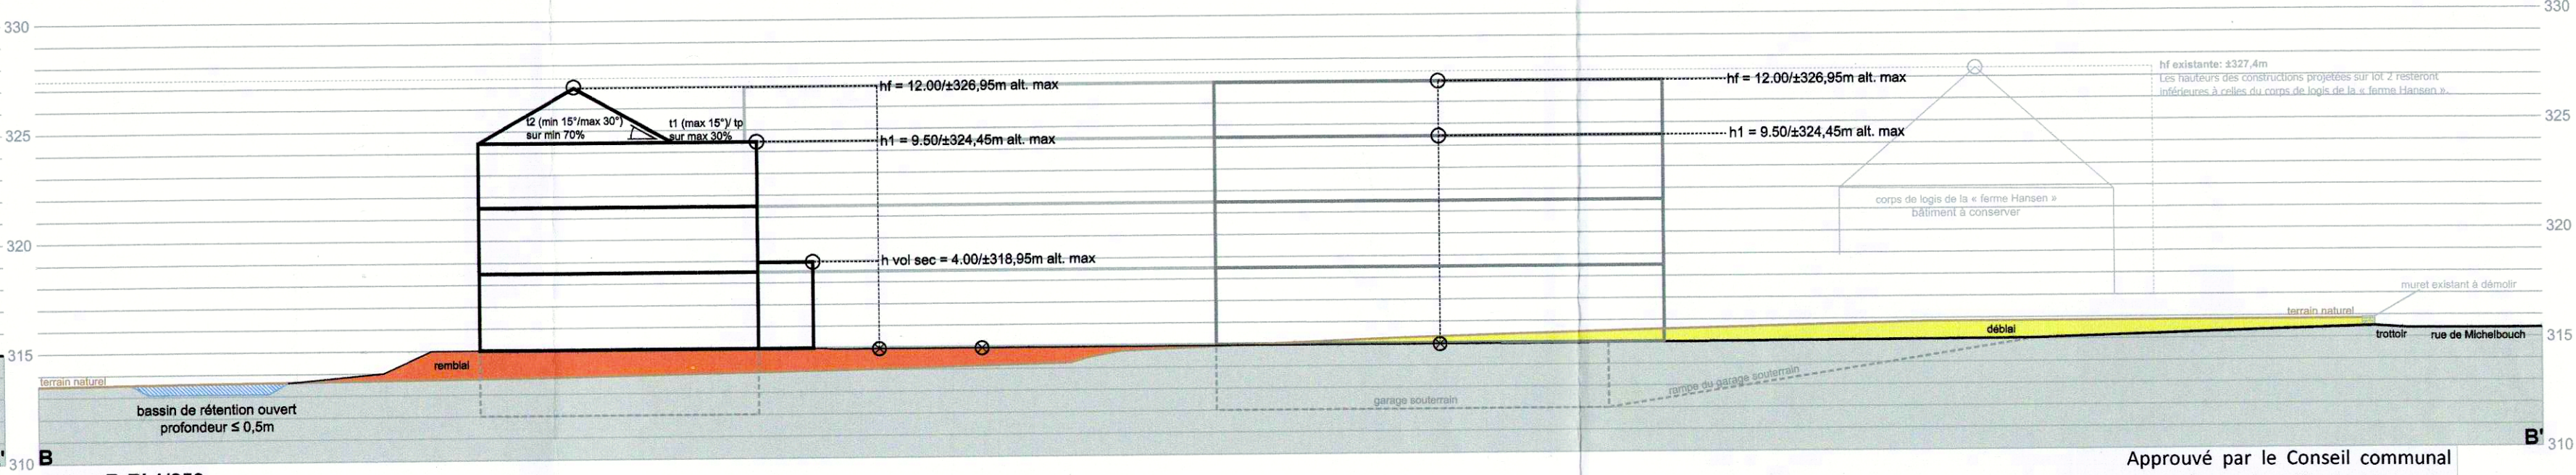 330
330
hf existante: ±327,4m
Les hauteurs des constructions projetées sur lot 2 resteront
inférieures à celles du corps de logis de la « ferme Hansen ».
hf = 12.00/±326,95m alt. max
hf = 12.00/±326,95m alt. max
t2 (min 15°/max 30°)
sur min 70%
t1 (max 15°)/ tp
sur max 30%
325
325
h1 = 9.50/±324,45m alt. max
h1 = 9.50/±324,45m alt. max
corps de logis de la « ferme Hansen »
bâtiment à conserver
320
320
h vol sec = 4.00/±318,95m alt. max
muret existant à démolir
terrain naturel
déblai
trottoir
rue de Michelbouch
315
315
remblai
terrain naturel
rampe du garage souterrain
garage souterrain
bassin de rétention ouvert
profondeur ≤ 0,5m
310
B
B'
310
Approuvé par le Conseil communal